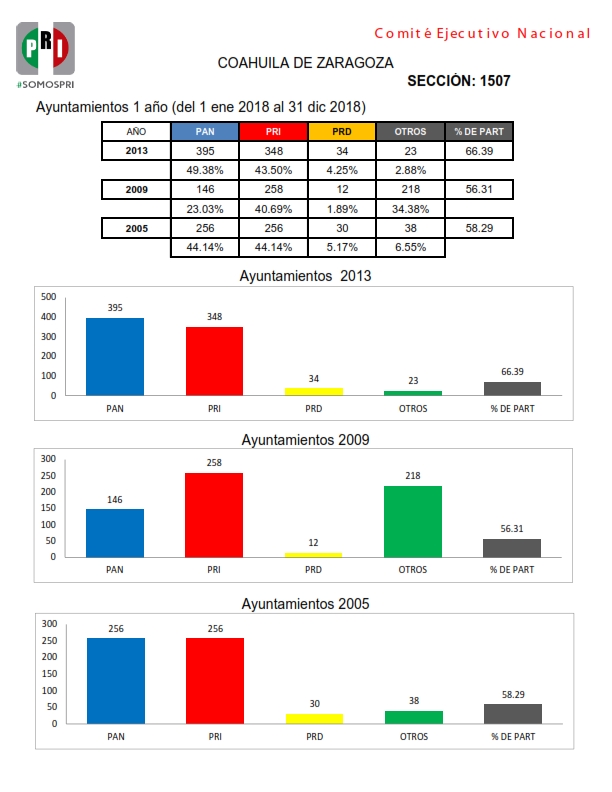 Comité Ejecutivo Nacional
PRI
#SOMOSPRI
COAHUILA DE ZARAGOZA
SECCIÓN: 1507
Ayuntamientos 1 año (del 1 ene 2018 al 31 dic 2018)
AÑO PAN PRI PRD OTROS % DE PART
2013 395 348 34 23 66.39
49.38% 43.50% 4.25% 2.88%
2009 146 258 12 218 56.31
23.03% 40.69% 1.89% 34.38%
2005 256 256 30 38 58.29
44.14% 44.14% 5.17% 6.55%
Ayuntamientos 2013
500
400
300
200
100
0
395 348 34 23 66.39
PAN PRI PRD OTROS % DE PART
Ayuntamientos 2009
300
250
200
150
100
50
0
146 258 12 218 56.31
PAN PRI PRD OTROS % DE PART
Ayuntamientos 2005
300
250
200
150
100
50
0
256 256 30 38 58.29
PAN PRI PRD OTROS % DE PART